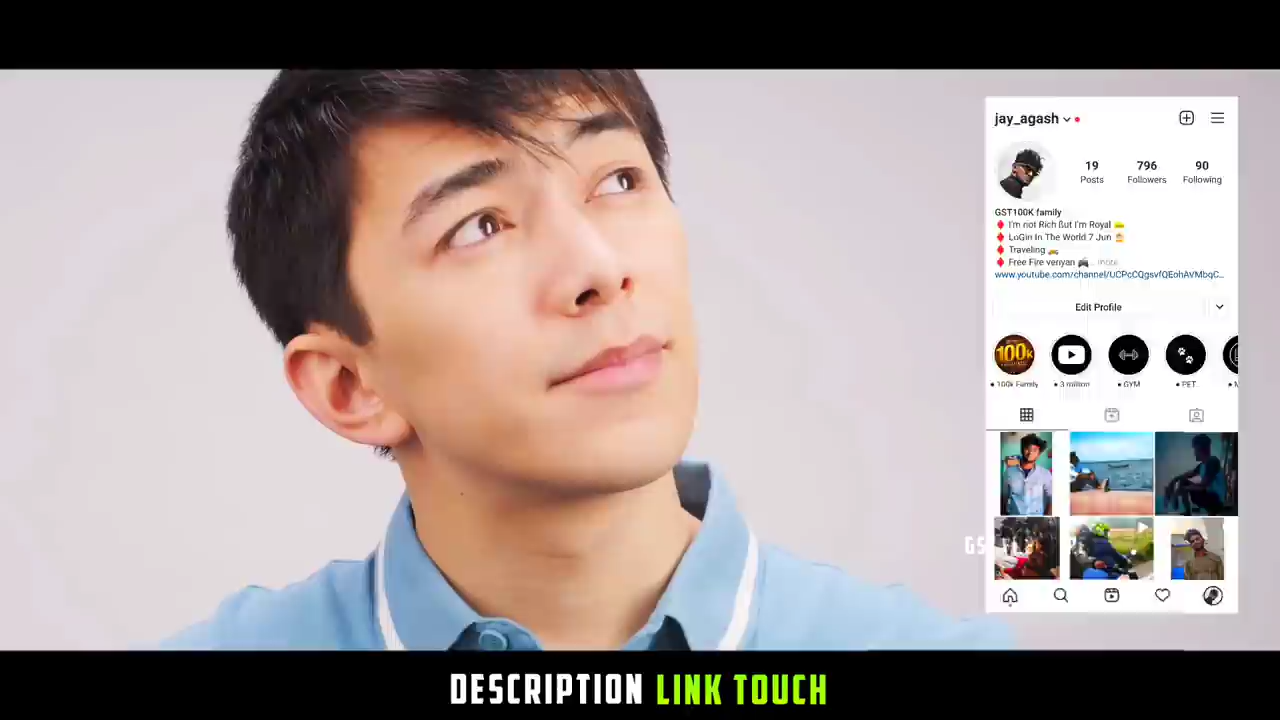 jay_agash
19 796 90
Posts Followers Following
GST100K family
I'm not Rich But I'm Royal
LoGin In The World 7 Jun
Traveling
Free Fire venyan .. more
www.youtube.com/channel/UCPcCQgsvfQEohAVMbqC...
Edit Profile
100k
• 100k Family • 3 million • GYM • PET
DESCRIPTION LINK TOUCH